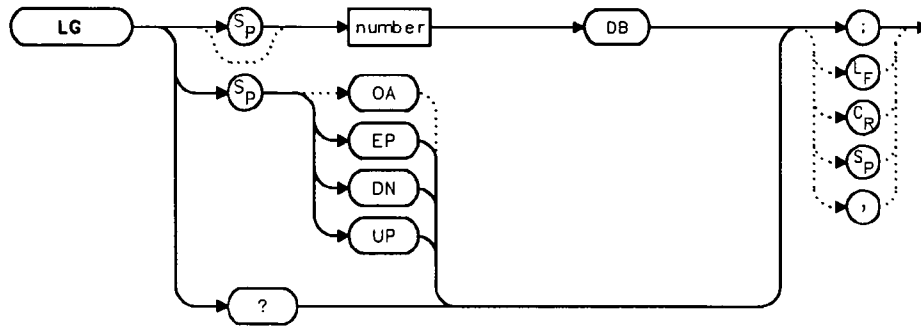 LG SP number DB ;
LF
SP OA CR
EP SP
DN ,
UP
?